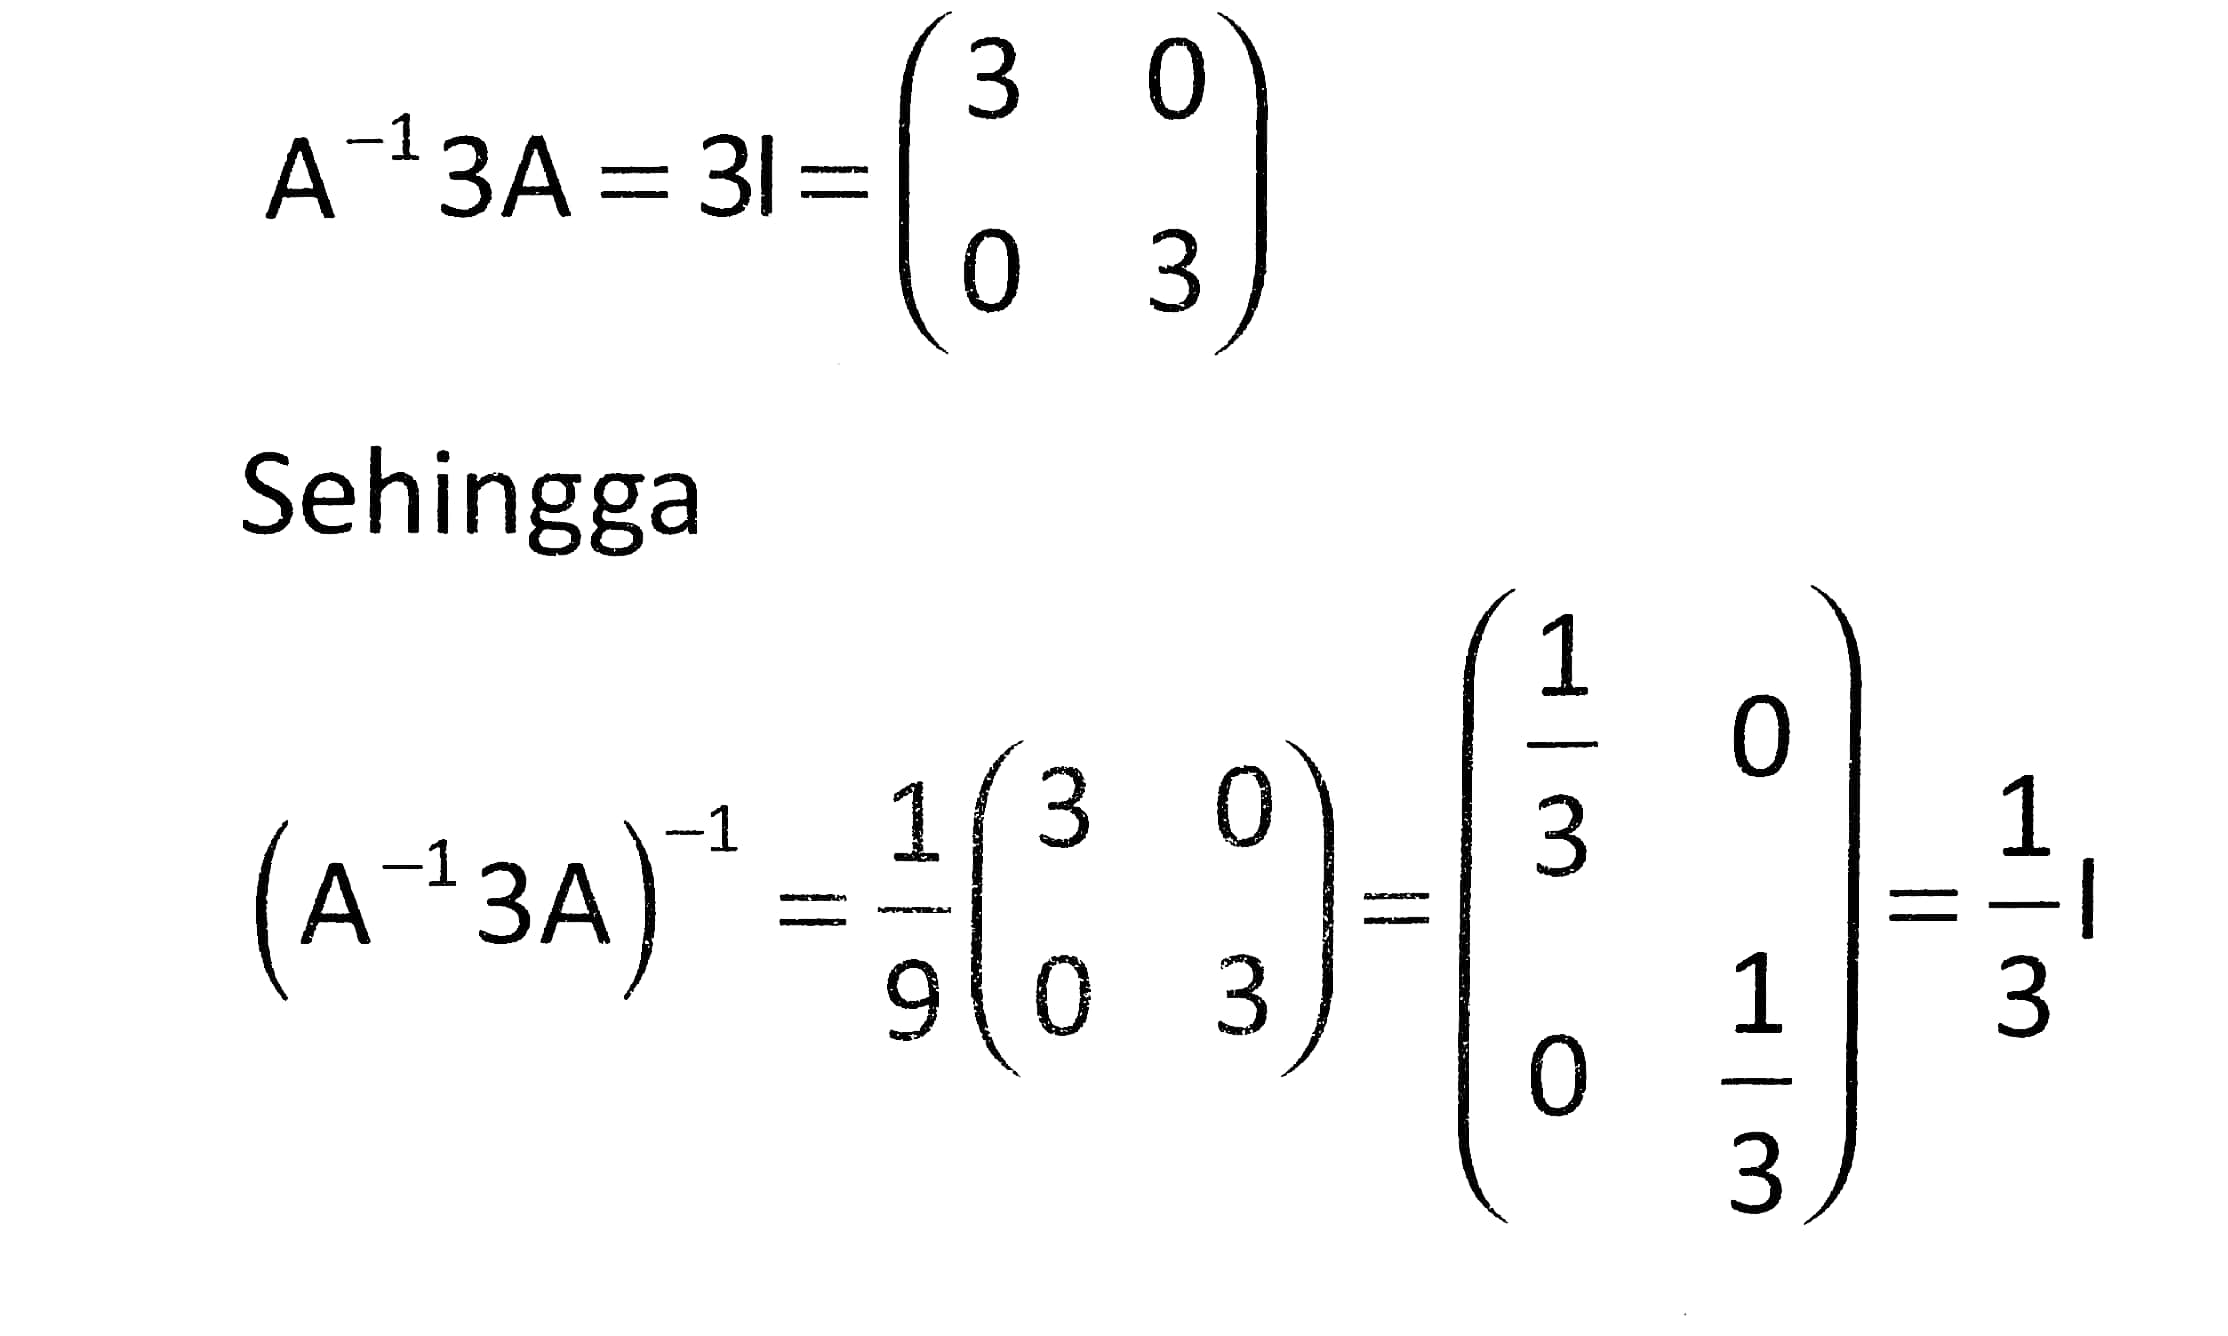 A⁻¹3A = 3I = (3 0; 0 3)
Sehingga
(A⁻¹3A)⁻¹ = 1/9 (3 0; 0 3) = (1/3 0; 0 1/3) = 1/3 I